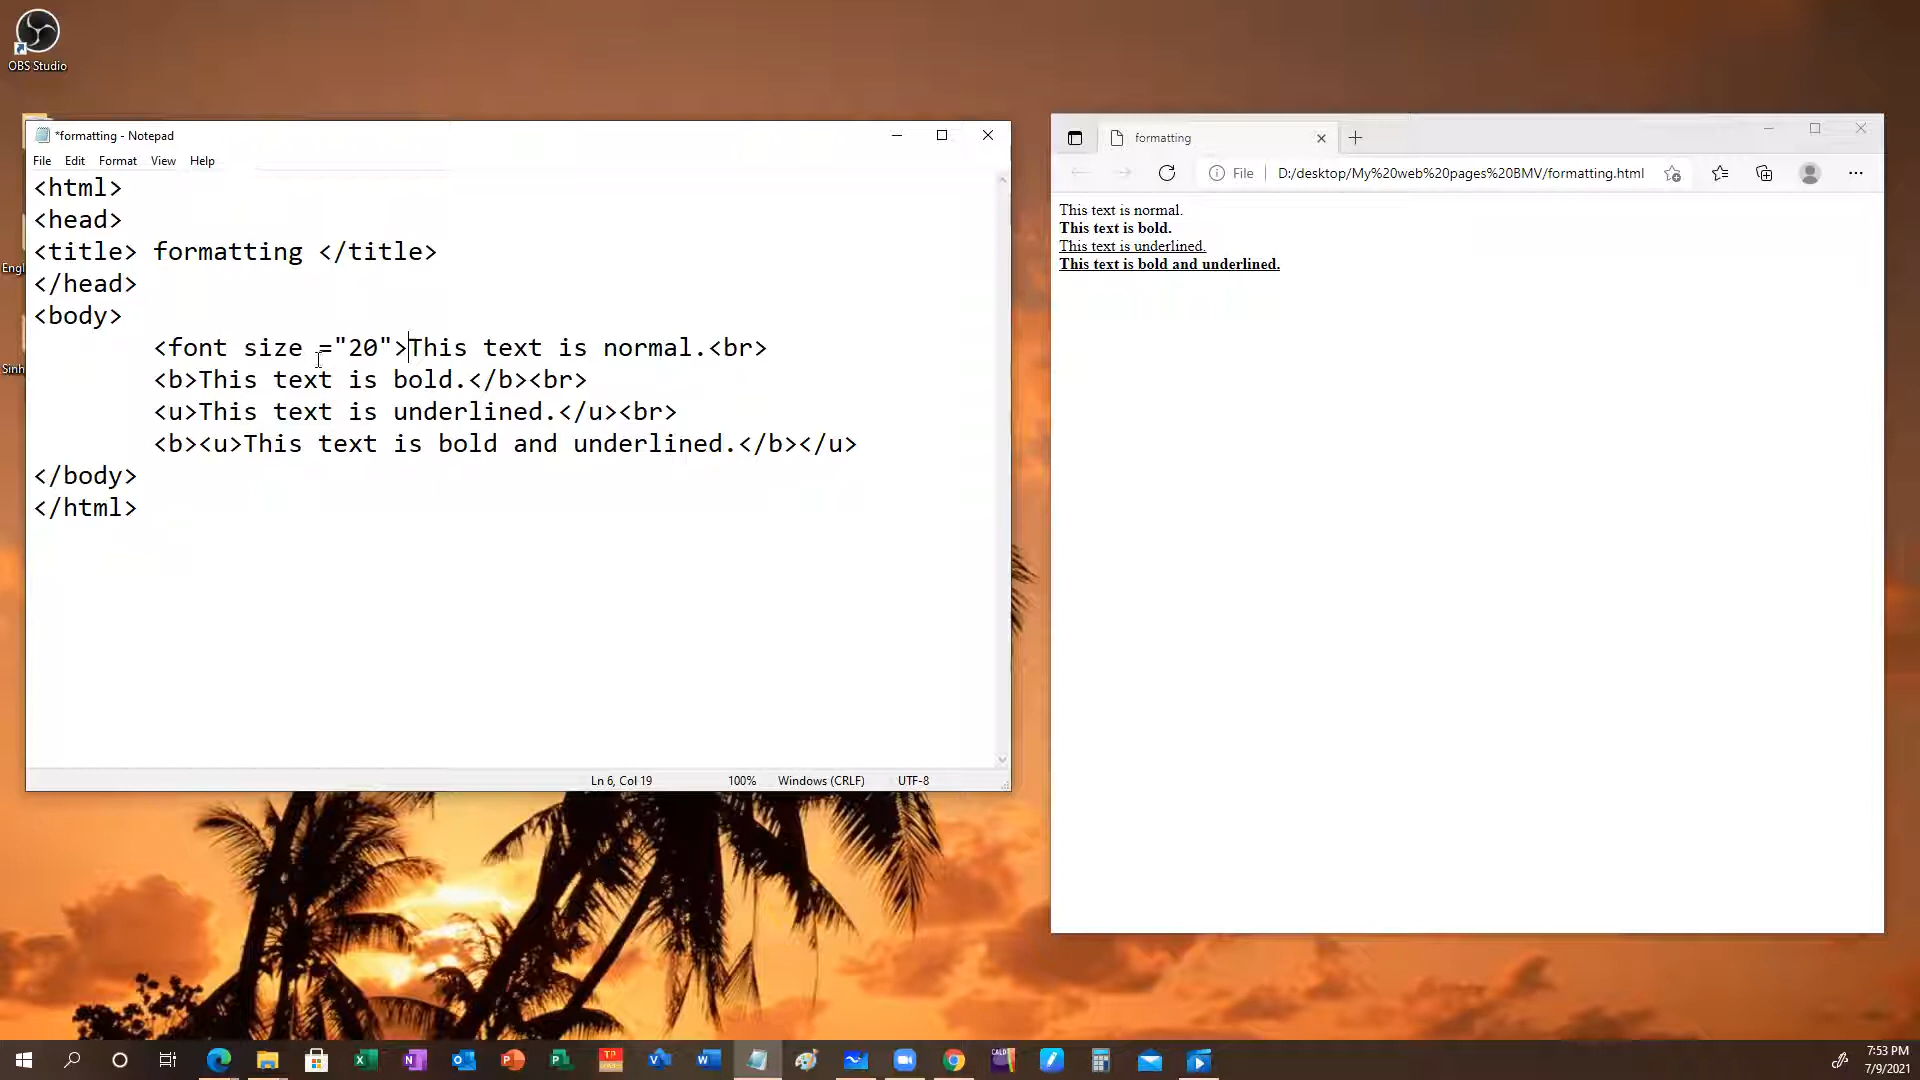 OBS Studio
Engl
Sinh
*formatting - Notepad
File Edit Format View Help
<html>
<head>
<title> formatting </title>
</head>
<body>
<font size ="20">This text is normal.<br>
<b>This text is bold.</b><br>
<u>This text is underlined.</u><br>
<b><u>This text is bold and underlined.</b></u>
</body>
</html>
Ln 6, Col 19 100% Windows (CRLF) UTF-8
formatting
File D:/desktop/My%20web%20pages%20BMV/formatting.html
This text is normal.
This text is bold.
This text is underlined.
This text is bold and underlined.
CALD
7:53 PM
7/9/2021